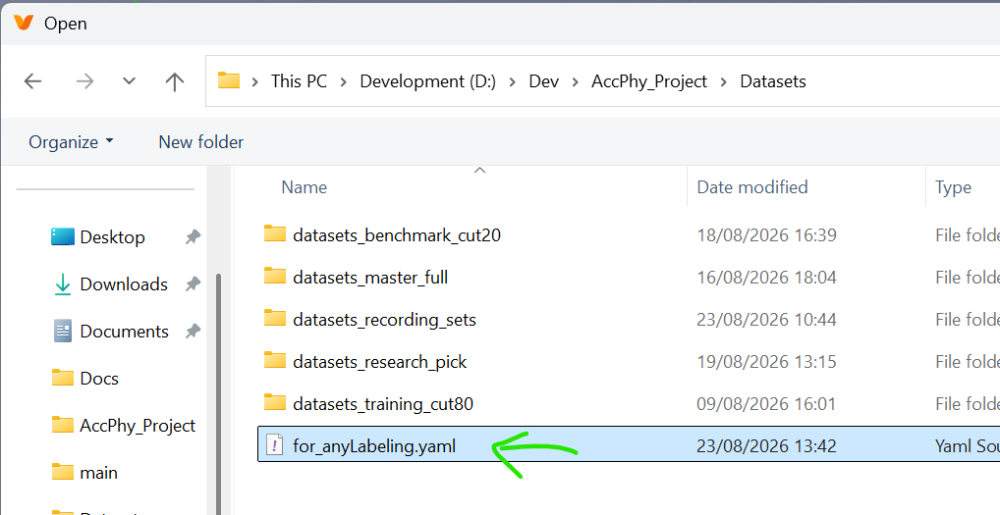 Open
This PC > Development (D:) > Dev > AccPhy_Project > Datasets
Organize New folder
Name Date modified Type
Desktop
Downloads
Documents
Docs
AccPhy_Project
main
datasets_benchmark_cut20 18/08/2026 16:39 File folde
datasets_master_full 16/08/2026 18:04 File folde
datasets_recording_sets 23/08/2026 10:44 File folde
datasets_research_pick 19/08/2026 13:15 File folde
datasets_training_cut80 09/08/2026 16:01 File folde
for_anyLabeling.yaml 23/08/2026 13:42 Yaml Sou